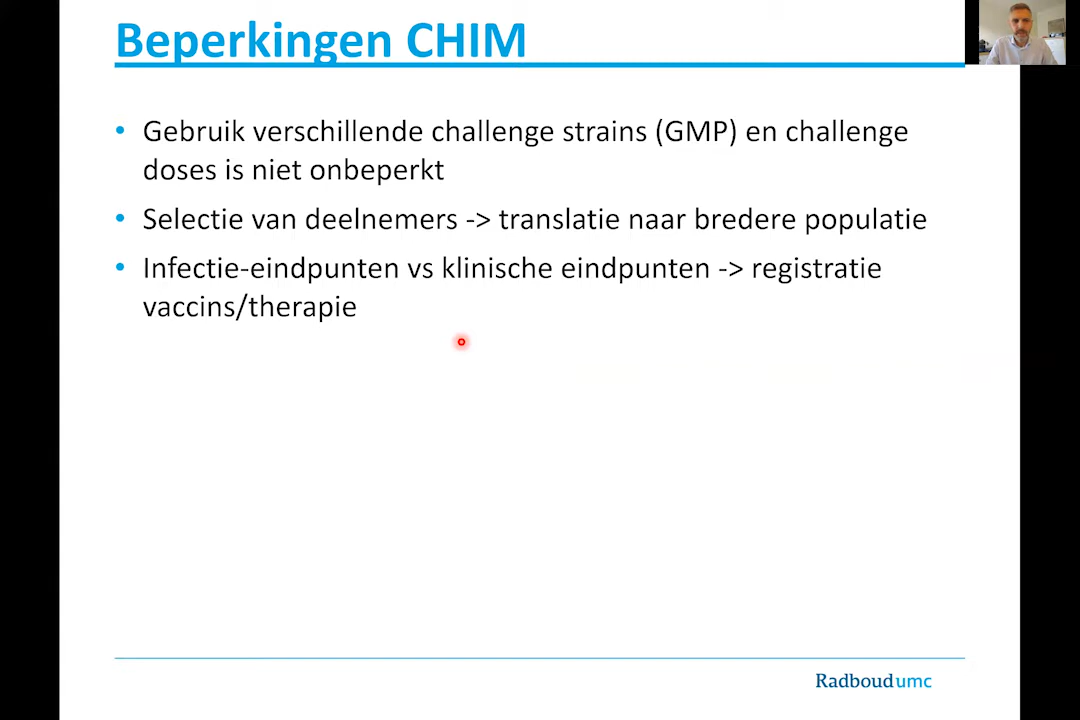 Beperkingen CHIM
• Gebruik verschillende challenge strains (GMP) en challenge
doses is niet onbeperkt
• Selectie van deelnemers -> translatie naar bredere populatie
• Infectie-eindpunten vs klinische eindpunten -> registratie
vaccins/therapie
Radboudumc